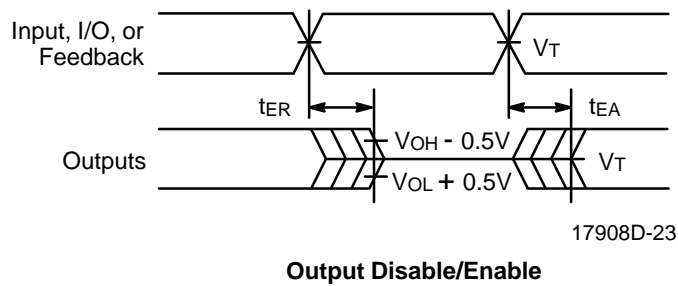 Input, I/O, or
Feedback
VT
tER
tEA
VOH - 0.5V
Outputs
VT
VOL + 0.5V
17908D-23
Output Disable/Enable